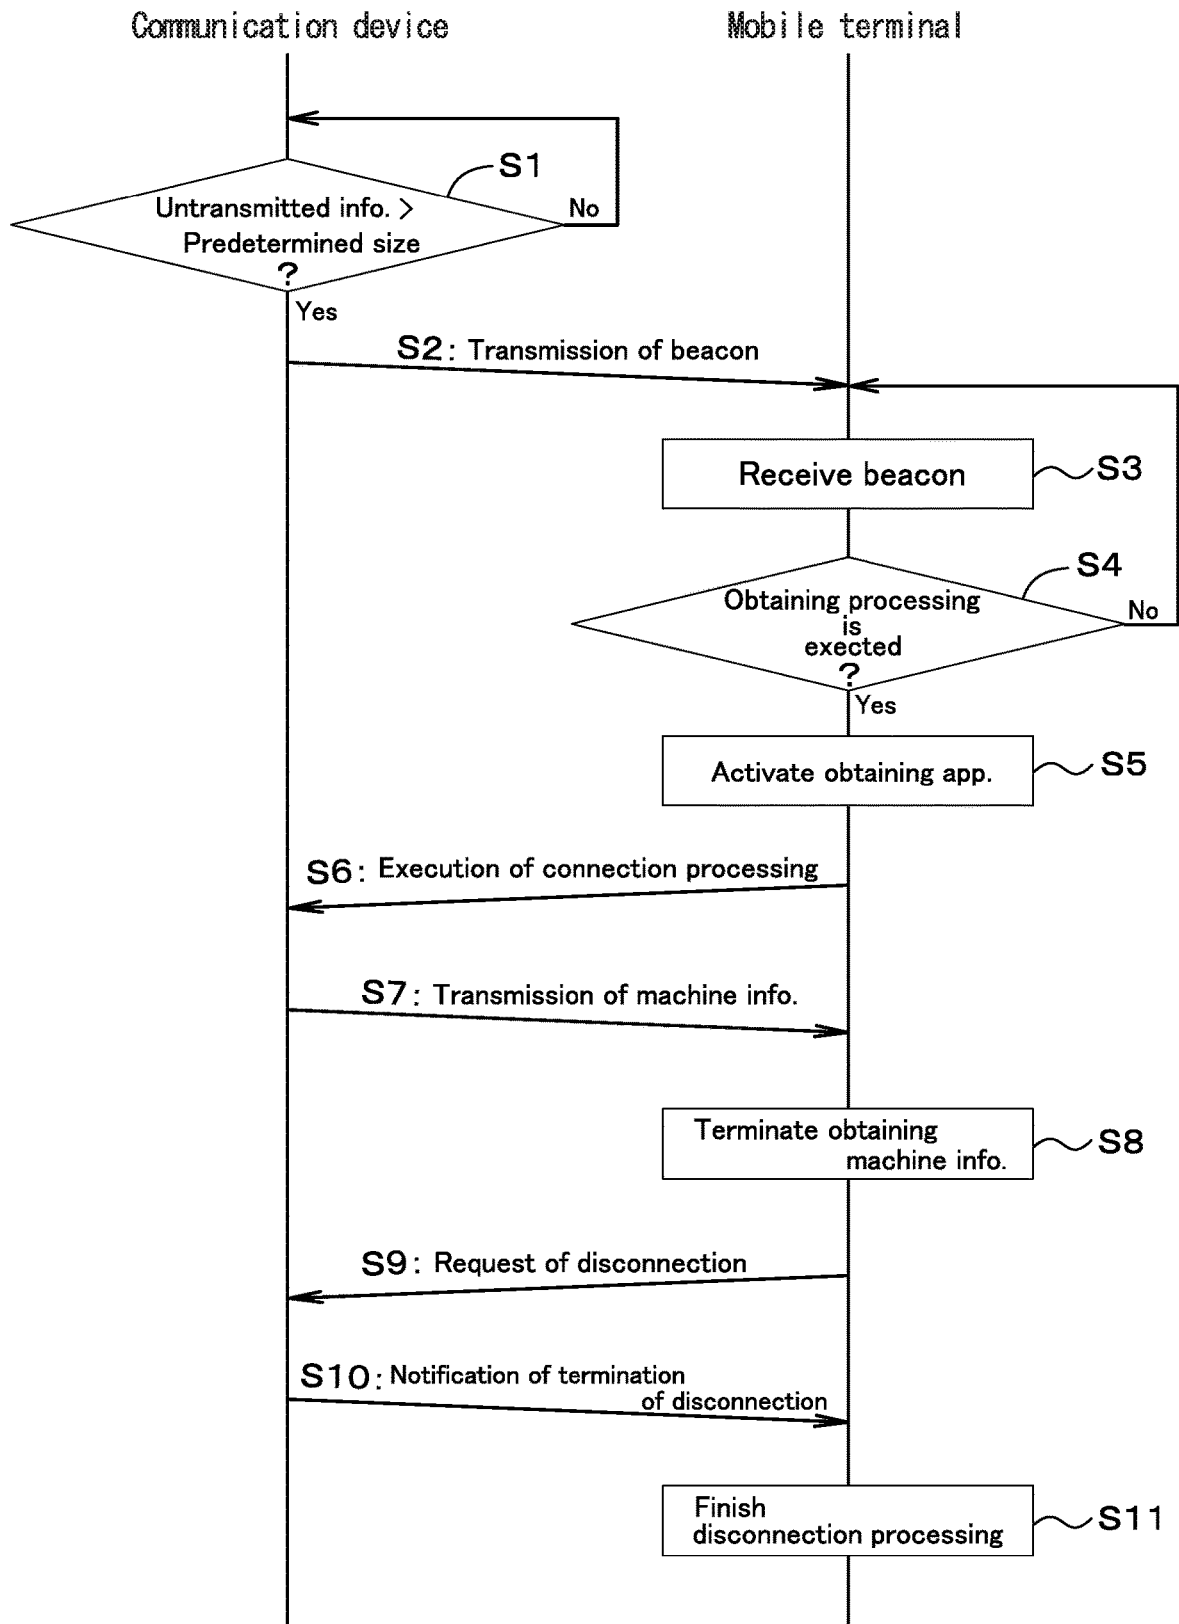 Communication device
Mobile terminal
S1
Untransmitted info. >
Predetermined size
?
No
Yes
S2: Transmission of beacon
Receive beacon
S3
S4
Obtaining processing
is
exected
?
No
Yes
Activate obtaining app.
S5
S6: Execution of connection processing
S7: Transmission of machine info.
Terminate obtaining
machine info.
S8
S9: Request of disconnection
S10: Notification of termination
of disconnection
Finish
disconnection processing
S11